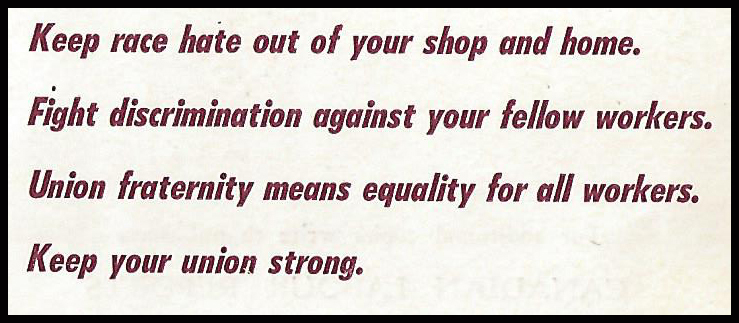 Keep race hate out of your shop and home.
Fight discrimination against your fellow workers.
Union fraternity means equality for all workers.
Keep your union strong.